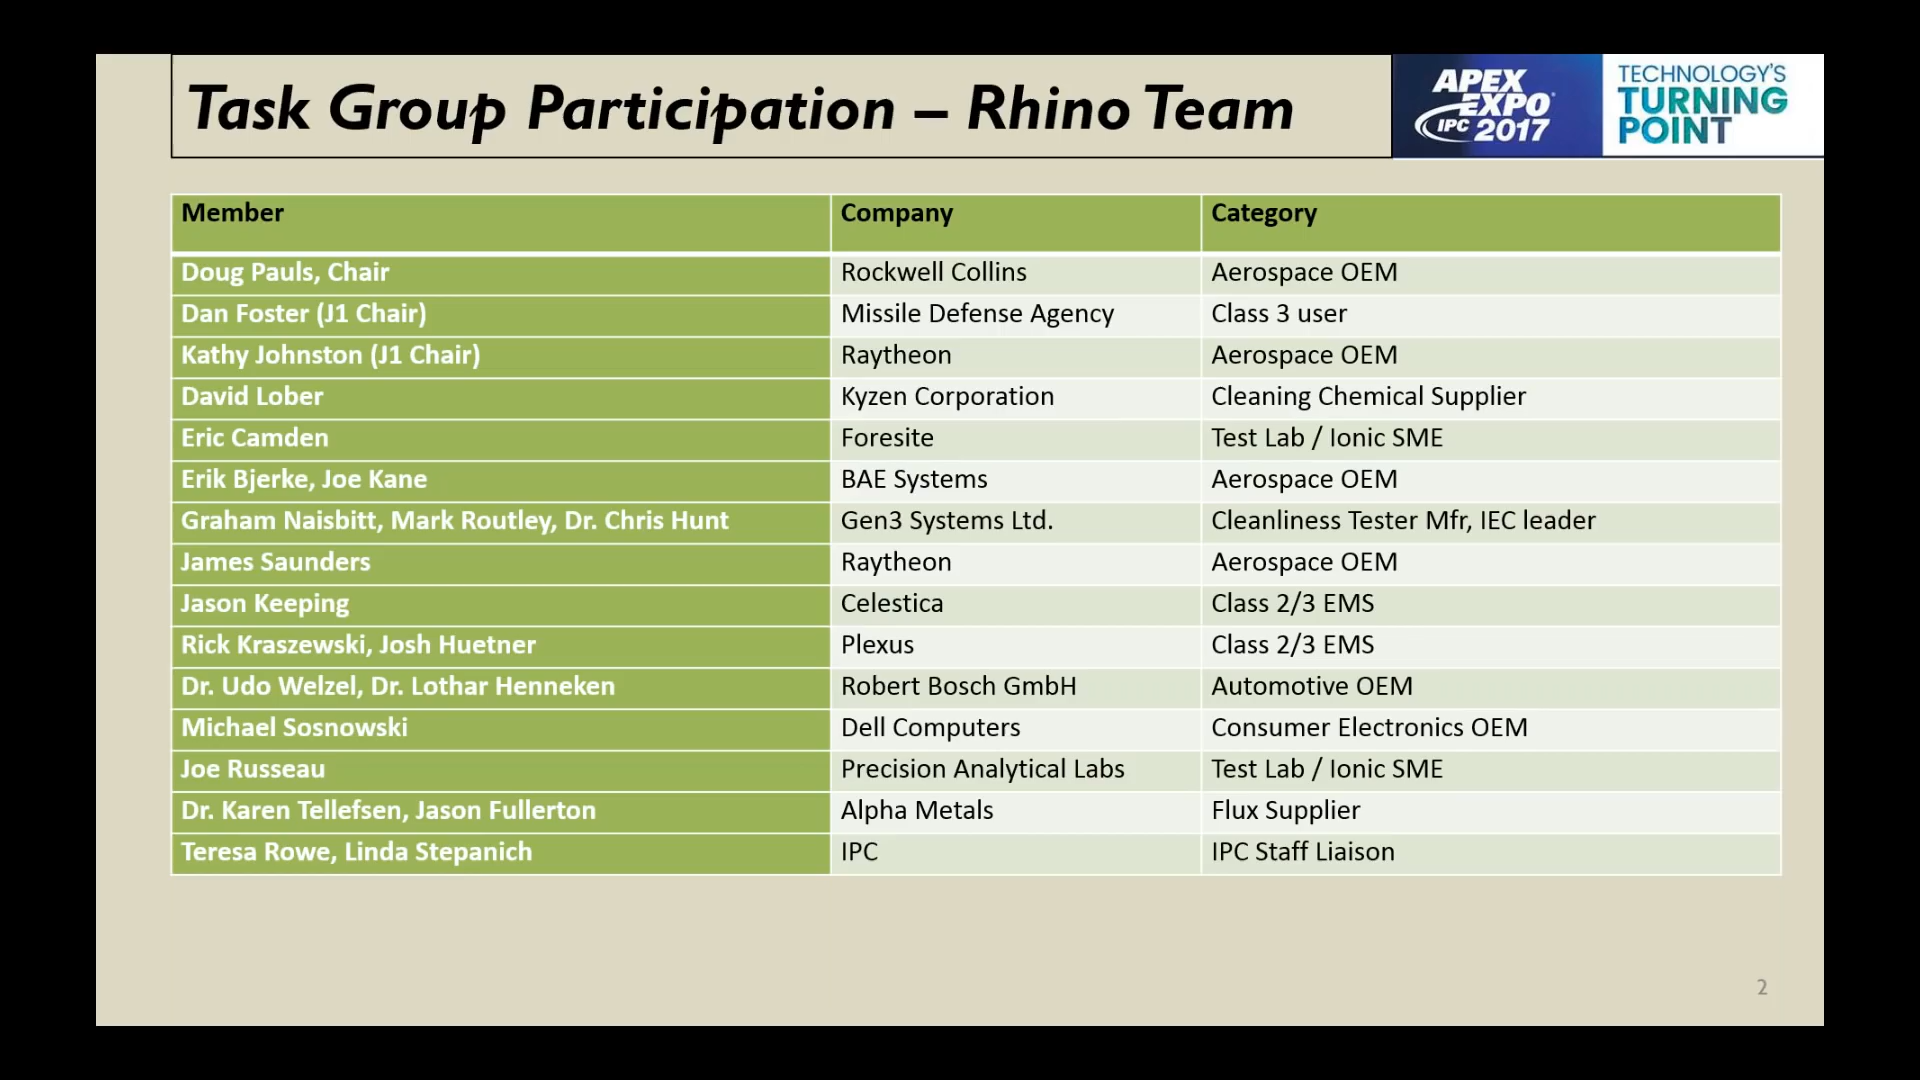 Task Group Participation – Rhino Team
APEX
EXPO
IPC 2017
TECHNOLOGY'S
TURNING
POINT
Member Company Category
Doug Pauls, Chair Rockwell Collins Aerospace OEM
Dan Foster (J1 Chair) Missile Defense Agency Class 3 user
Kathy Johnston (J1 Chair) Raytheon Aerospace OEM
David Lober Kyzen Corporation Cleaning Chemical Supplier
Eric Camden Foresite Test Lab / Ionic SME
Erik Bjerke, Joe Kane BAE Systems Aerospace OEM
Graham Naisbitt, Mark Routley, Dr. Chris Hunt Gen3 Systems Ltd. Cleanliness Tester Mfr, IEC leader
James Saunders Raytheon Aerospace OEM
Jason Keeping Celestica Class 2/3 EMS
Rick Kraszewski, Josh Huetner Plexus Class 2/3 EMS
Dr. Udo Welzel, Dr. Lothar Henneken Robert Bosch GmbH Automotive OEM
Michael Sosnowski Dell Computers Consumer Electronics OEM
Joe Russeau Precision Analytical Labs Test Lab / Ionic SME
Dr. Karen Tellefsen, Jason Fullerton Alpha Metals Flux Supplier
Teresa Rowe, Linda Stepanich IPC IPC Staff Liaison
2